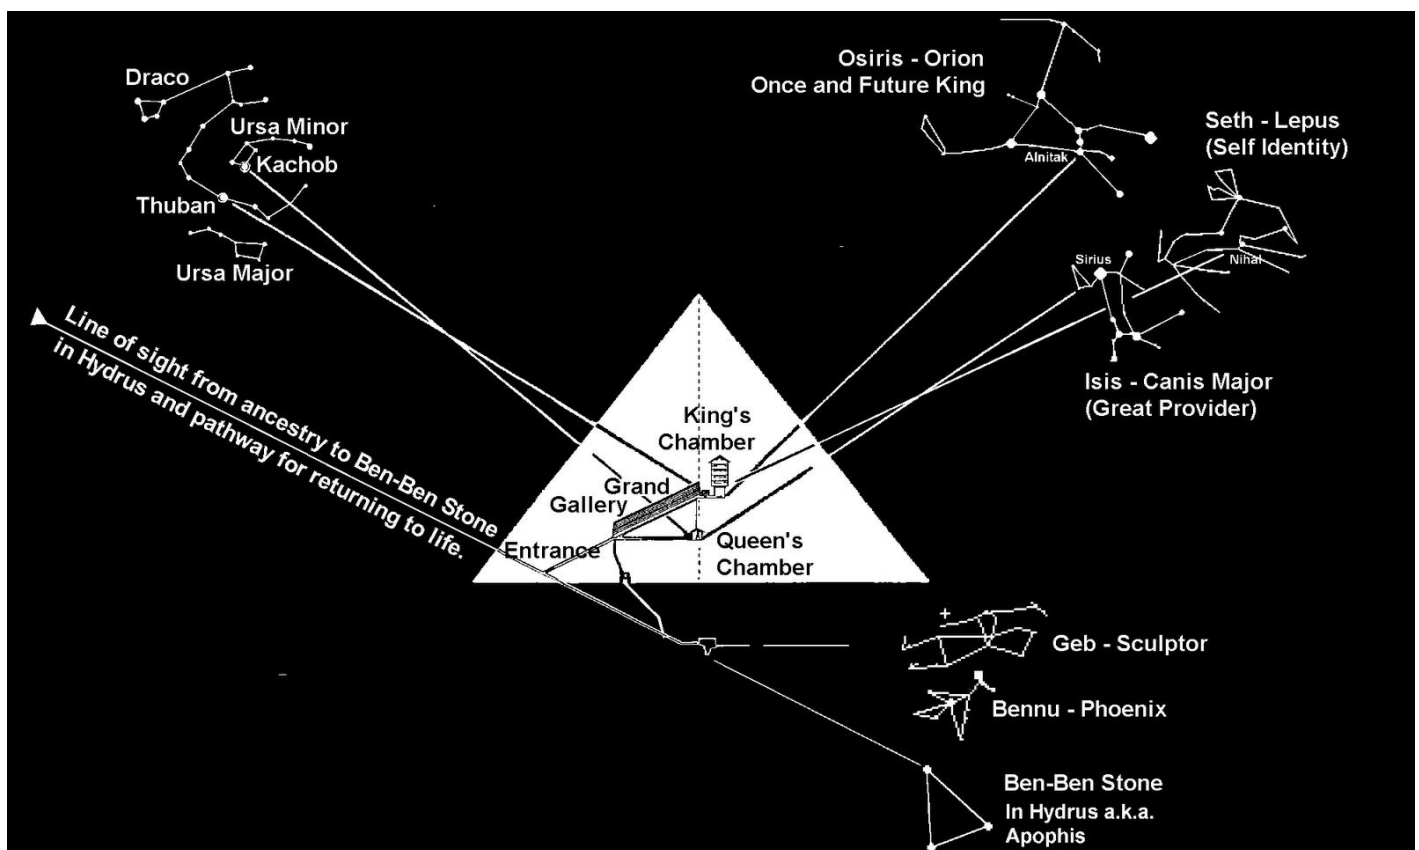 Draco
Ursa Minor
Kachob
Thuban
Ursa Major
Osiris - Orion
Once and Future King
Alnitak
Seth - Lepus
(Self Identity)
Sirius
Nihal
Isis - Canis Major
(Great Provider)
Line of sight from ancestry to Ben-Ben Stone
in Hydrus and pathway for returning to life.
King's
Chamber
Grand
Gallery
Entrance
Queen's
Chamber
Geb - Sculptor
Bennu - Phoenix
Ben-Ben Stone
In Hydrus a.k.a.
Apophis